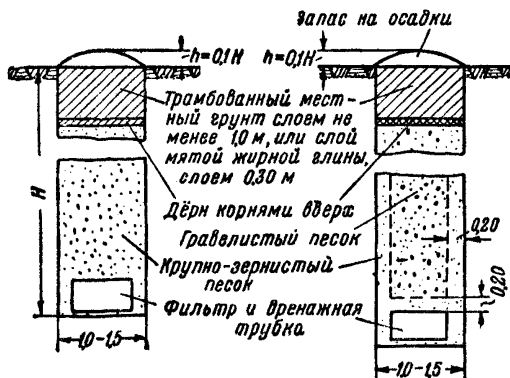 Запас на осадки
h=0,1H
h=0,1H
Трамбованный мест-
ный грунт слоем не
менее 1,0 м, или слой
мятой жирной глины,
слоем 0,30 м
H
Дёрн корнями вверх
Гравелистый песок
0,20
Крупно-зернистый
песок
0,20
Фильтр и дренажная
трубка
1,0-1,5
1,0-1,5